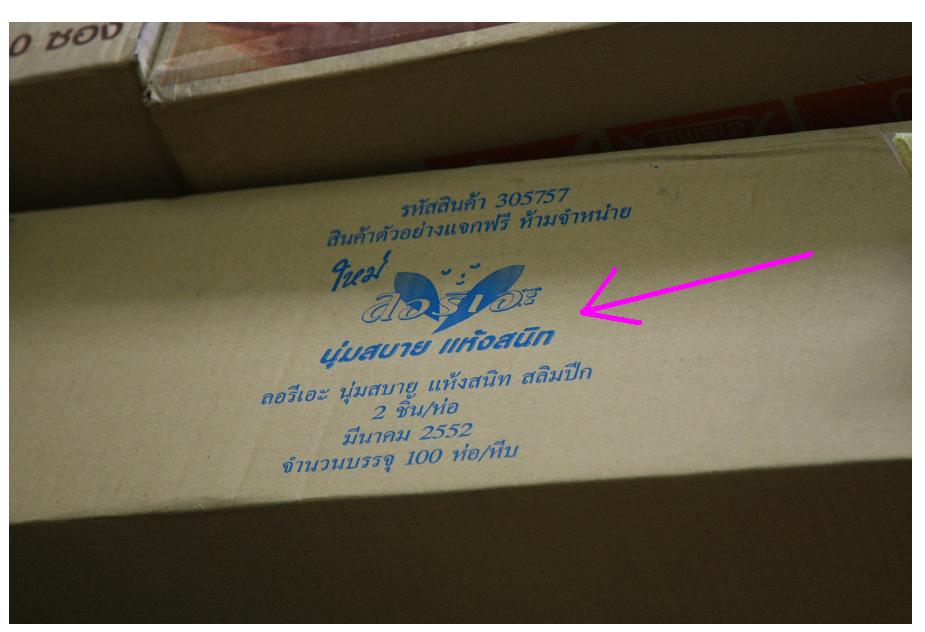 0 ซอง
รหัสสินค้า 305757
สินค้าตัวอย่างแจกฟรี ห้ามจำหน่าย
ใหม่
ลอรีเอะ
นุ่มสบาย แห้งสนิท
ลอรีเอะ นุ่มสบาย แห้งสนิท สลิมปีก
2 ชิ้น/ห่อ
มีนาคม 2552
จำนวนบรรจุ 100 ห่อ/หีบ